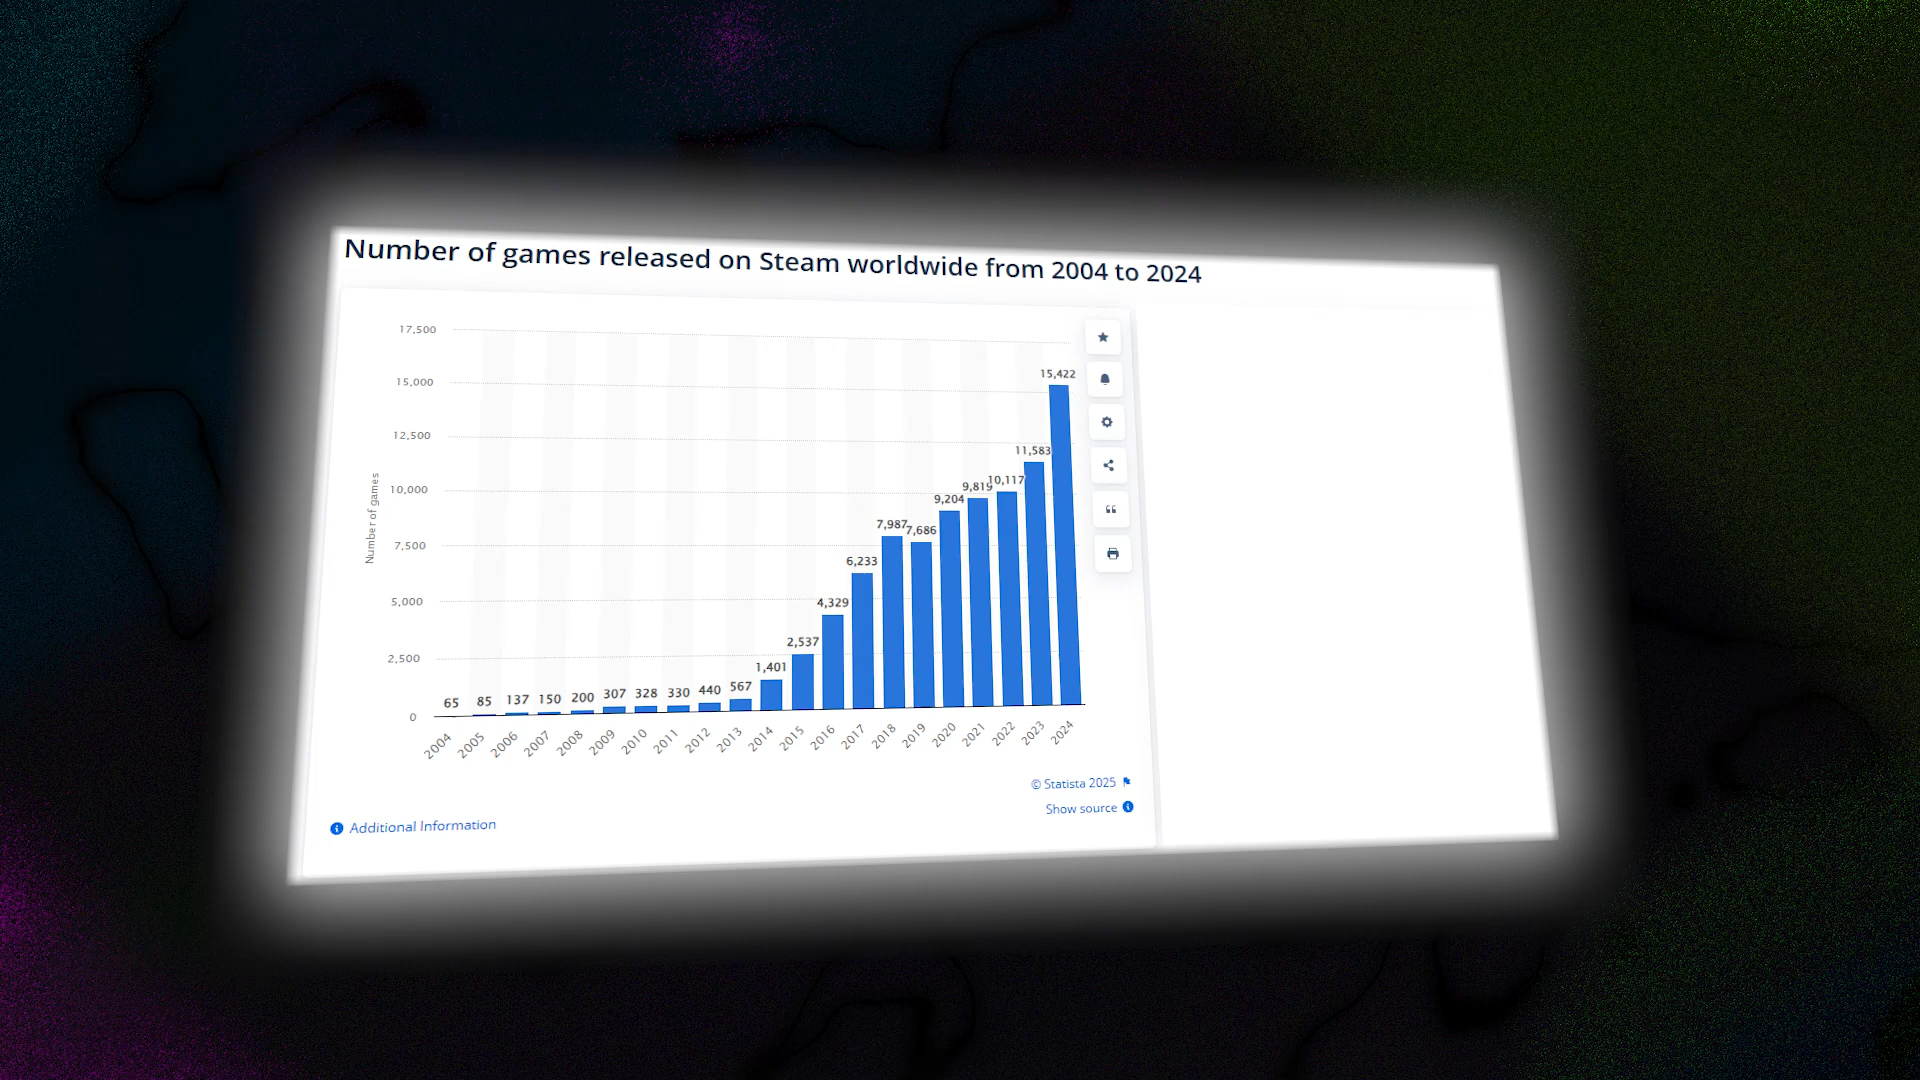 Number of games released on Steam worldwide from 2004 to 2024
17,500
15,000
12,500
10,000
7,500
5,000
2,500
0
Number of games
65 85 137 150 200 307 328 330 440 567 1,401 2,537 4,329 6,233 7,987 7,686 9,204 9,819 10,117 11,583 15,422
2004 2005 2006 2007 2008 2009 2010 2011 2012 2013 2014 2015 2016 2017 2018 2019 2020 2021 2022 2023 2024
© Statista 2025
Show source
Additional Information